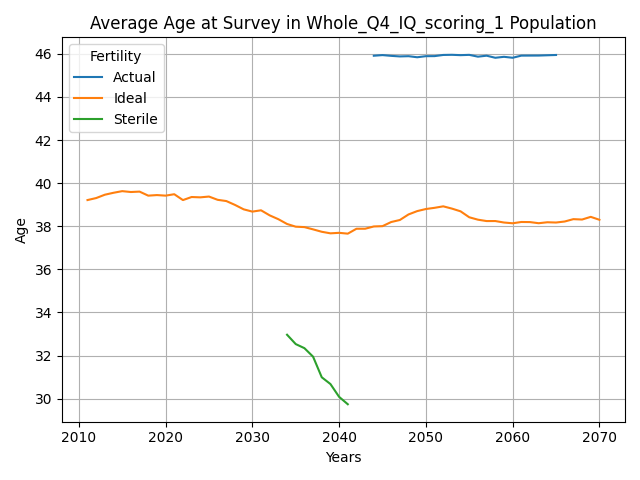 Average Age at Survey in Whole_Q4_IQ_scoring_1 Population
Fertility
Actual
Ideal
Sterile
46
44
42
40
38
36
34
32
30
Age
2010 2020 2030 2040 2050 2060 2070
Years